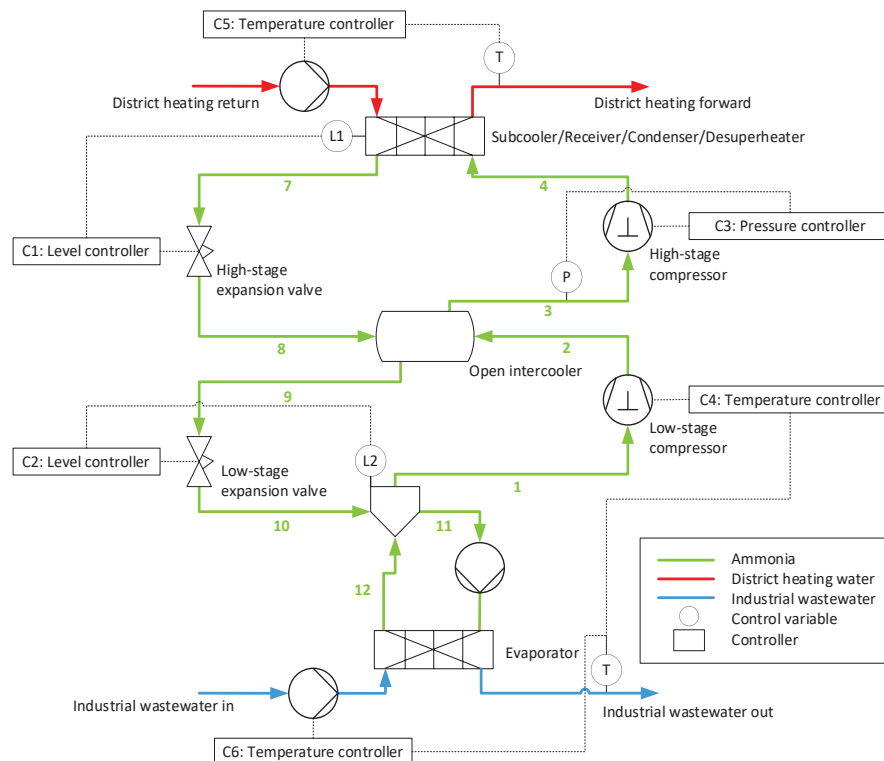 C5: Temperature controller
T
District heating return
District heating forward
L1
Subcooler/Receiver/Condenser/Desuperheater
7
4
C1: Level controller
C3: Pressure controller
High-stage
expansion valve
High-stage
compressor
P
3
8
2
Open intercooler
9
C4: Temperature controller
C2: Level controller
Low-stage
expansion valve
L2
Low-stage
compressor
1
10
11
12
Ammonia
District heating water
Industrial wastewater
Control variable
Controller
Evaporator
T
Industrial wastewater in
Industrial wastewater out
C6: Temperature controller